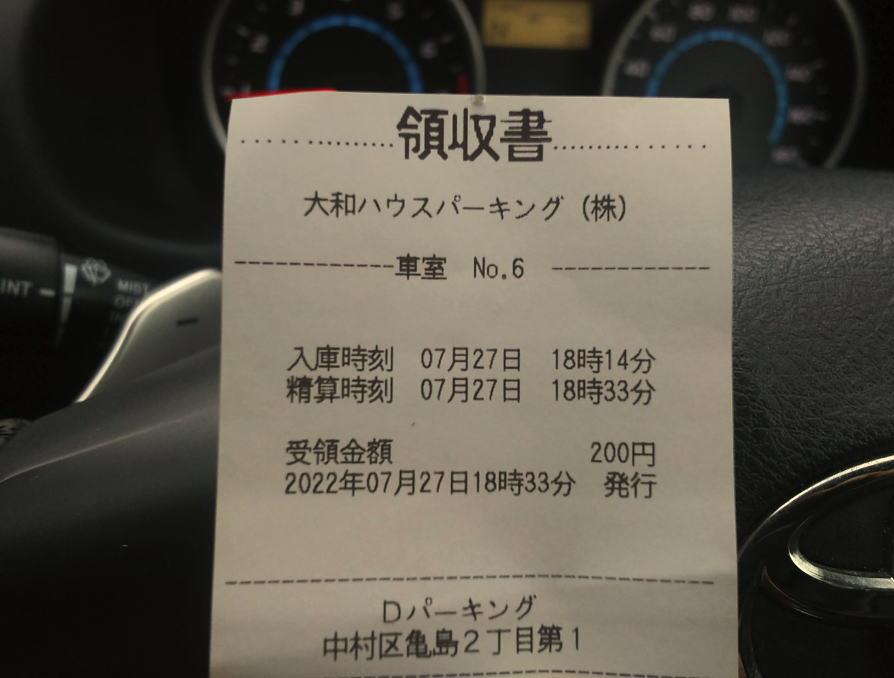 領収書
大和ハウスパーキング（株）
車室　No.6
入庫時刻　07月27日　18時14分
精算時刻　07月27日　18時33分
受領金額　200円
2022年07月27日18時33分　発行
Dパーキング
中村区亀島2丁目第1
INT
MIST